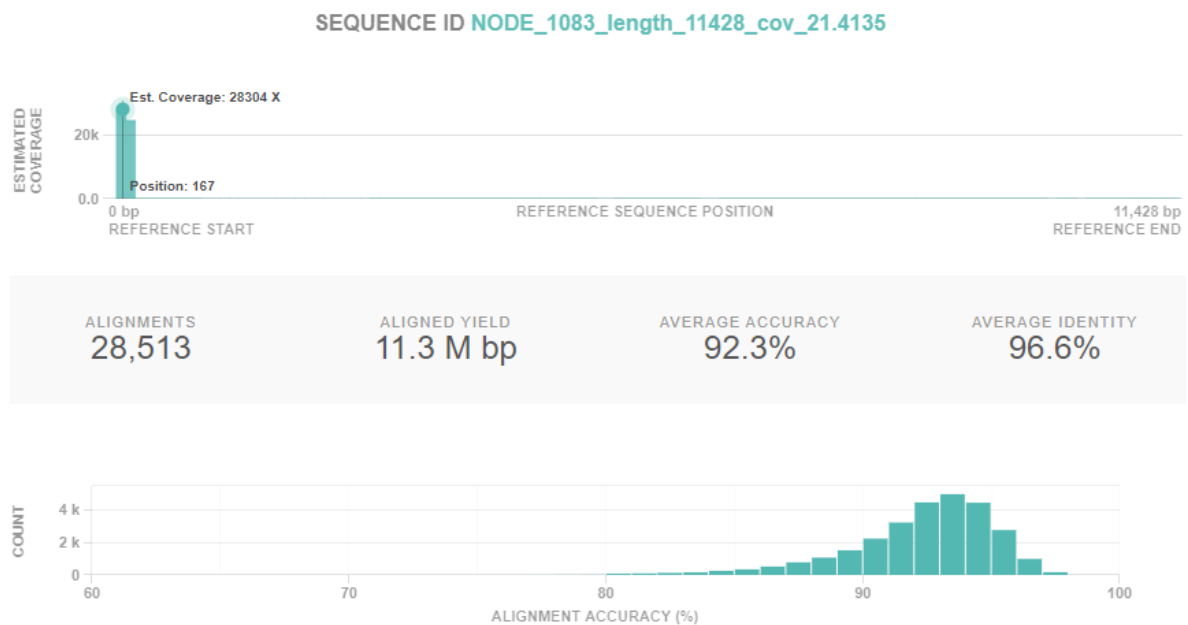 SEQUENCE ID NODE_1083_length_11428_cov_21.4135
ESTIMATED
COVERAGE
Est. Coverage: 28304 X
20k
Position: 167
0.0
0 bp REFERENCE SEQUENCE POSITION 11,428 bp
REFERENCE START REFERENCE END
ALIGNMENTS ALIGNED YIELD AVERAGE ACCURACY AVERAGE IDENTITY
28,513 11.3 M bp 92.3% 96.6%
COUNT
4 k
2 k
0
60 70 80 90 100
ALIGNMENT ACCURACY (%)